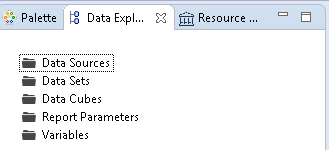 Palette Data Expl... Resource ...
Data Sources
Data Sets
Data Cubes
Report Parameters
Variables